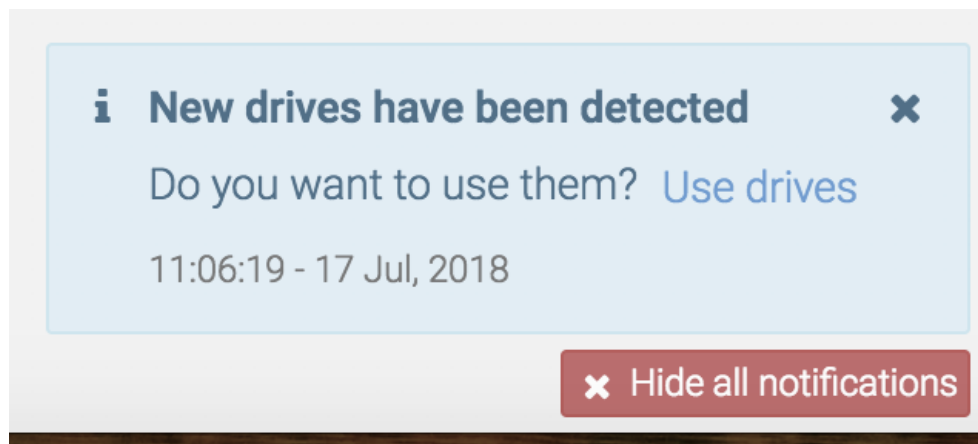 New drives have been detected
Do you want to use them? Use drives
11:06:19 - 17 Jul, 2018
Hide all notifications